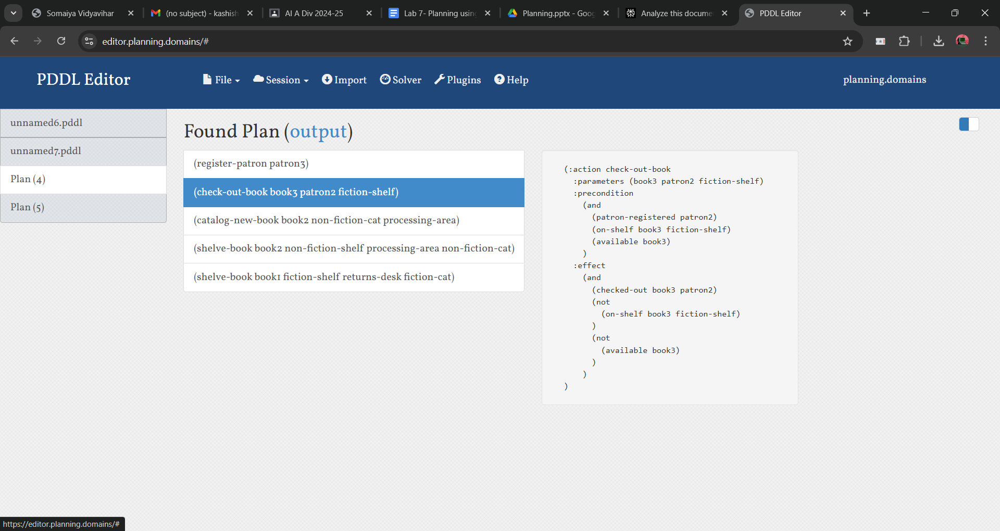 Somaiya Vidyavihar
(no subject) - kashish
AI A Div 2024-25
Lab 7- Planning using
Planning.pptx - Goog
Analyze this docume
PDDL Editor
editor.planning.domains/#
PDDL Editor
File
Session
Import
Solver
Plugins
Help
planning.domains
unnamed6.pddl
unnamed7.pddl
Plan (4)
Plan (5)
Found Plan (output)
(register-patron patron3)
(check-out-book book3 patron2 fiction-shelf)
(catalog-new-book book2 non-fiction-cat processing-area)
(shelve-book book2 non-fiction-shelf processing-area non-fiction-cat)
(shelve-book book1 fiction-shelf returns-desk fiction-cat)
(:action check-out-book
:parameters (book3 patron2 fiction-shelf)
:precondition
(and
(patron-registered patron2)
(on-shelf book3 fiction-shelf)
(available book3)
)
:effect
(and
(checked-out book3 patron2)
(not
(on-shelf book3 fiction-shelf)
)
(not
(available book3)
)
)
)
https://editor.planning.domains/#